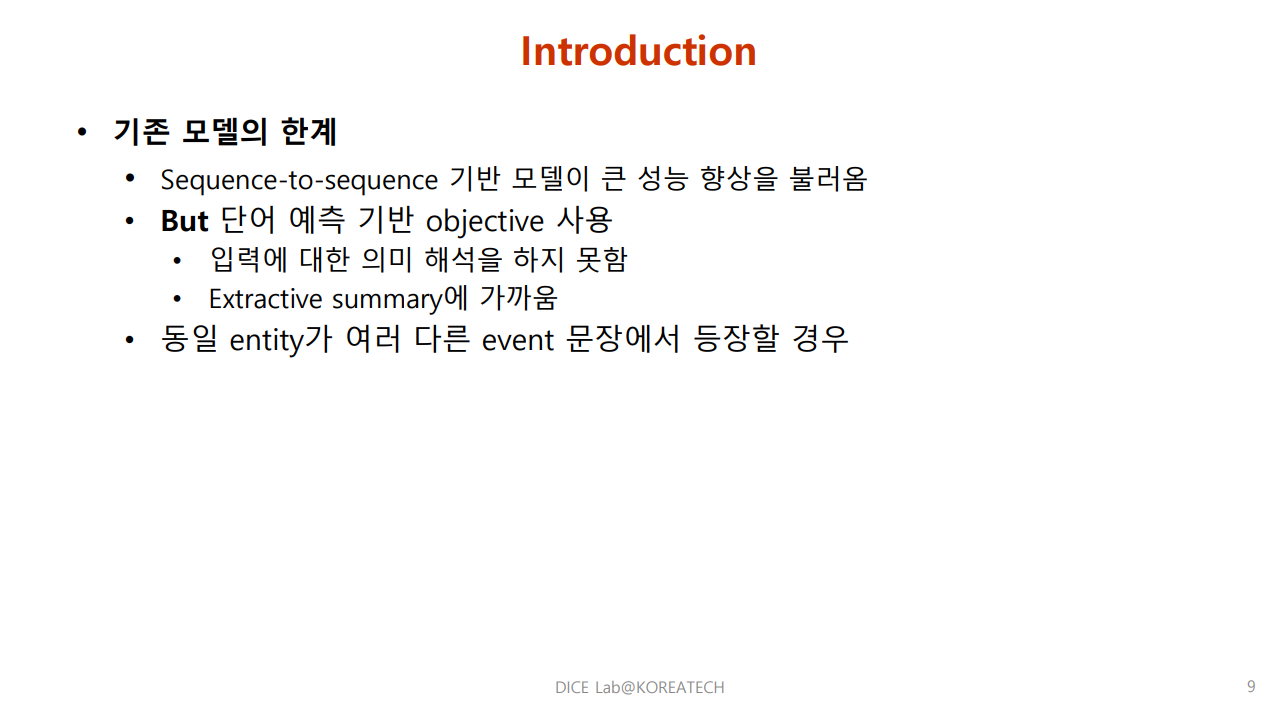 Introduction
• 기존 모델의 한계
• Sequence-to-sequence 기반 모델이 큰 성능 향상을 불러옴
• But 단어 예측 기반 objective 사용
• 입력에 대한 의미 해석을 하지 못함
• Extractive summary에 가까움
• 동일 entity가 여러 다른 event 문장에서 등장할 경우
DICE Lab@KOREATECH
9